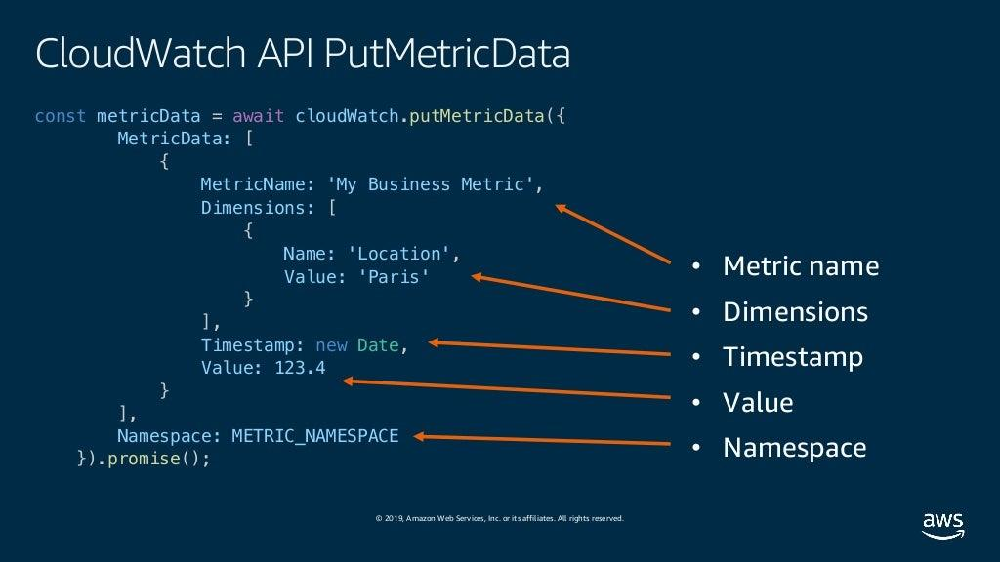 CloudWatch API PutMetricData
const metricData = await cloudWatch.putMetricData({
MetricData: [
{
MetricName: 'My Business Metric',
Dimensions: [
{
Name: 'Location',
Value: 'Paris'
}
],
Timestamp: new Date,
Value: 123.4
}
],
Namespace: METRIC_NAMESPACE
}).promise();
• Metric name
• Dimensions
• Timestamp
• Value
• Namespace
© 2019, Amazon Web Services, Inc. or its affiliates. All rights reserved.
aws